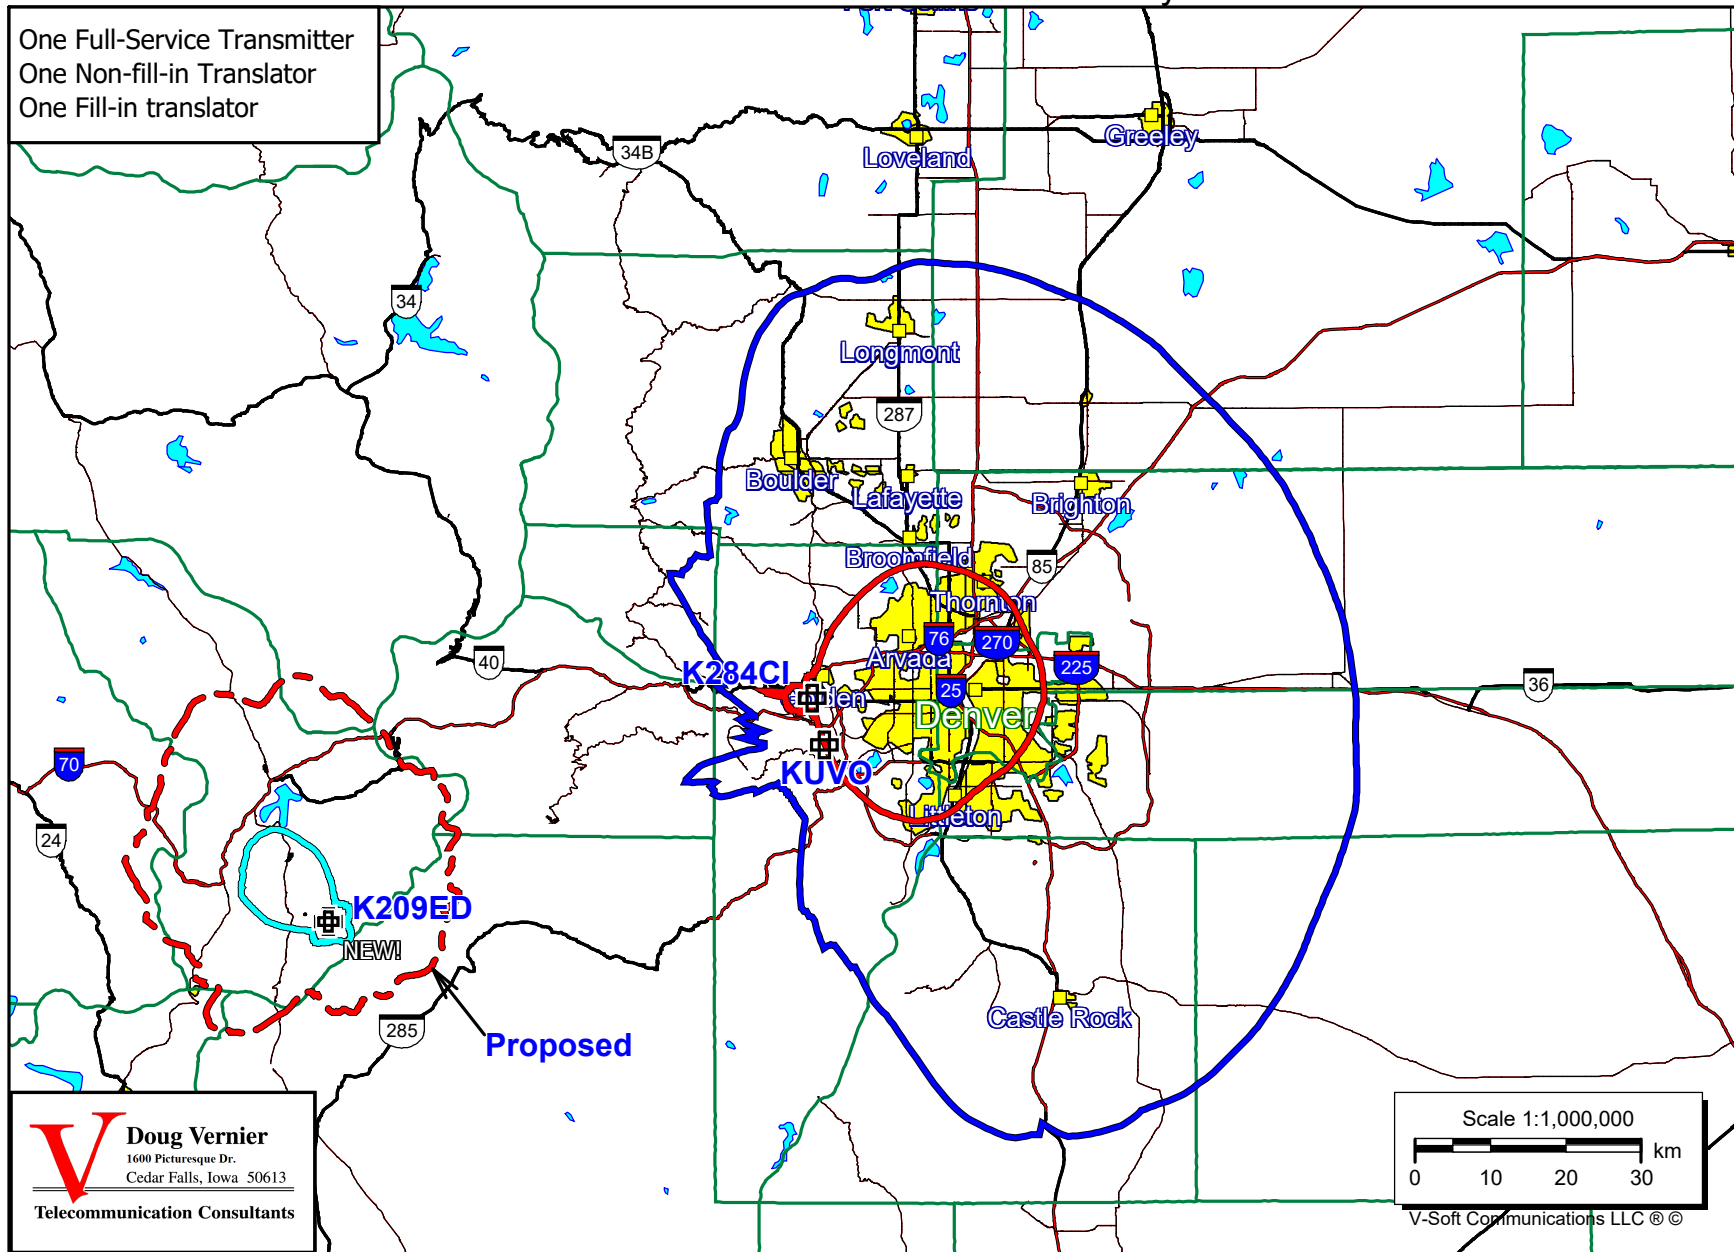 One Full-Service Transmitter
One Non-fill-in Translator
One Fill-in translator
34B
Loveland
Greeley
34
Longmont
287
Boulder
Lafayette
Brighton
Broomfield
85
Thornton
76
270
40
Arvada
225
K284CI
25
36
Denver
KUVO
70
Littleton
24
K209ED
NEW!
Castle Rock
285
Proposed
V
Doug Vernier
1600 Picturesque Dr.
Cedar Falls, Iowa 50613
Telecommunication Consultants
Scale 1:1,000,000
km
0 10 20 30
V-Soft Communications LLC ® ©